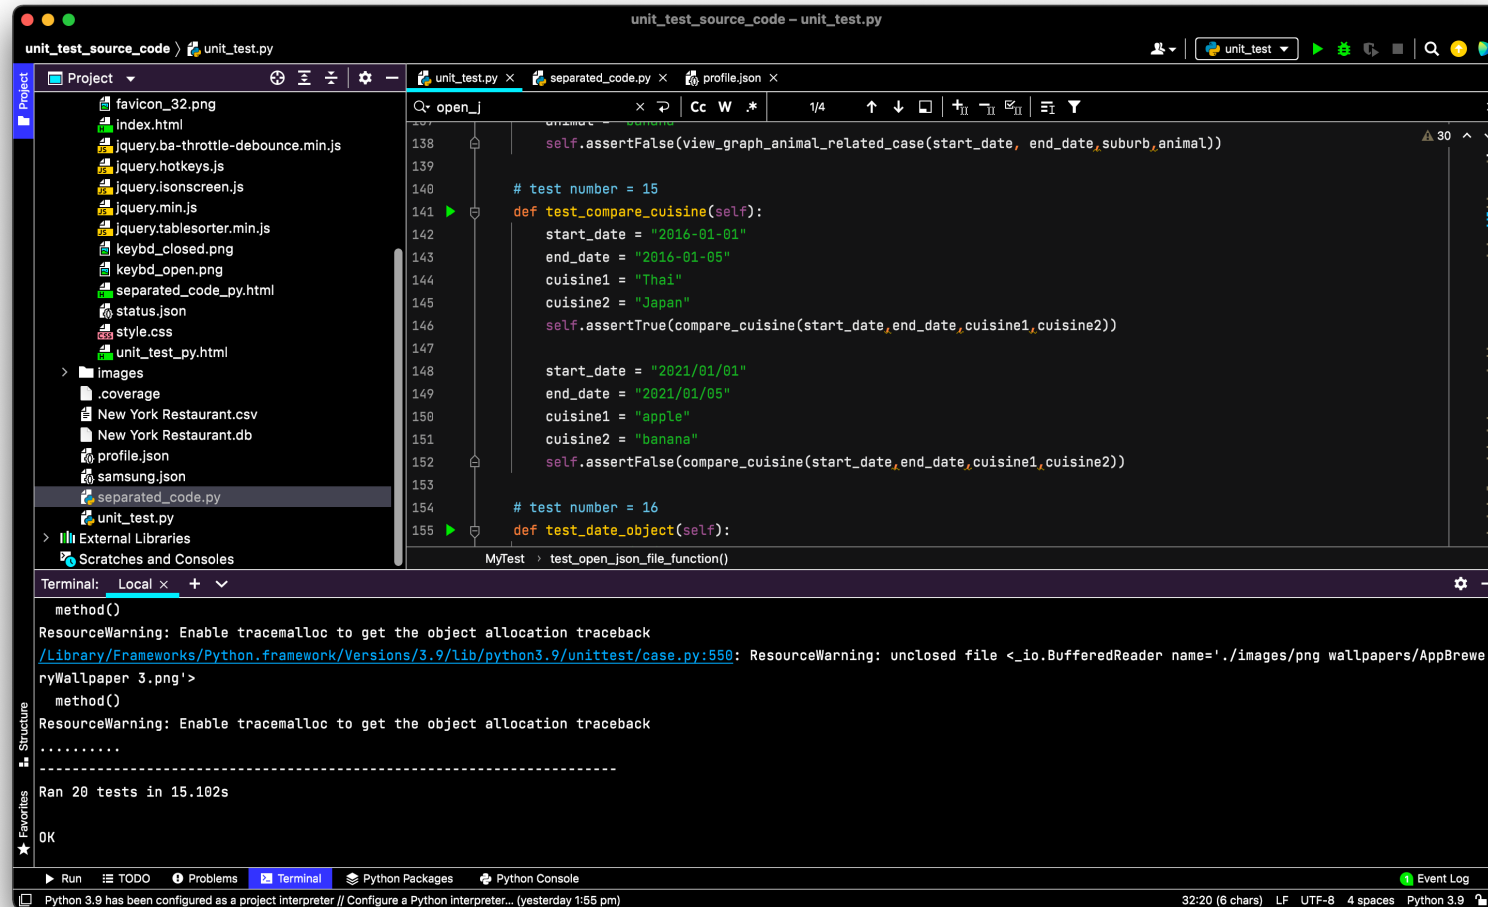 unit_test_source_code – unit_test.py
unit_test_source_code 〉 unit_test.py
unit_test
Project
Project
favicon_32.png
index.html
jquery.ba-throttle-debounce.min.js
jquery.hotkeys.js
jquery.isonscreen.js
jquery.min.js
jquery.tablesorter.min.js
keybd_closed.png
keybd_open.png
separated_code_py.html
status.json
style.css
unit_test_py.html
images
.coverage
New York Restaurant.csv
New York Restaurant.db
profile.json
samsung.json
separated_code.py
unit_test.py
External Libraries
Scratches and Consoles
unit_test.py × separated_code.py × profile.json ×
open_j × Cc W .* 1/4
30
137 animal = "banana"
138 self.assertFalse(view_graph_animal_related_case(start_date, end_date,suburb,animal))
139
140 # test number = 15
141 def test_compare_cuisine(self):
142 start_date = "2016-01-01"
143 end_date = "2016-01-05"
144 cuisine1 = "Thai"
145 cuisine2 = "Japan"
146 self.assertTrue(compare_cuisine(start_date,end_date,cuisine1,cuisine2))
147
148 start_date = "2021/01/01"
149 end_date = "2021/01/05"
150 cuisine1 = "apple"
151 cuisine2 = "banana"
152 self.assertFalse(compare_cuisine(start_date,end_date,cuisine1,cuisine2))
153
154 # test number = 16
155 def test_date_object(self):
MyTest › test_open_json_file_function()
Terminal: Local × +
method()
ResourceWarning: Enable tracemalloc to get the object allocation traceback
/Library/Frameworks/Python.framework/Versions/3.9/lib/python3.9/unittest/case.py:550: ResourceWarning: unclosed file <_io.BufferedReader name='./images/png wallpapers/AppBrewe
ryWallpaper 3.png'>
method()
ResourceWarning: Enable tracemalloc to get the object allocation traceback
..........
----------------------------------------------------------------------
Ran 20 tests in 15.102s
OK
Structure
Favorites
Run TODO Problems Terminal Python Packages Python Console 1 Event Log
Python 3.9 has been configured as a project interpreter // Configure a Python interpreter... (yesterday 1:55 pm) 32:20 (6 chars) LF UTF-8 4 spaces Python 3.9